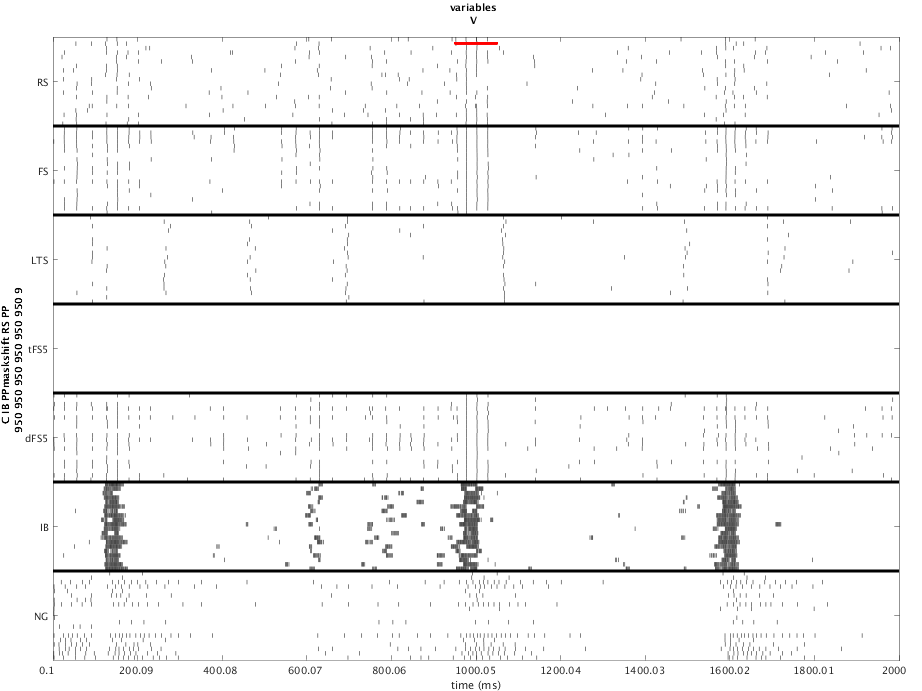 variables
V
C IB PPmaskshift RS PP
950 950 950 950 950 950 9
RS
FS
LTS
tFS5
dFS5
IB
NG
0.1 200.09 400.08 600.07 800.06 1000.05 1200.04 1400.03 1600.02 1800.01 2000
time (ms)